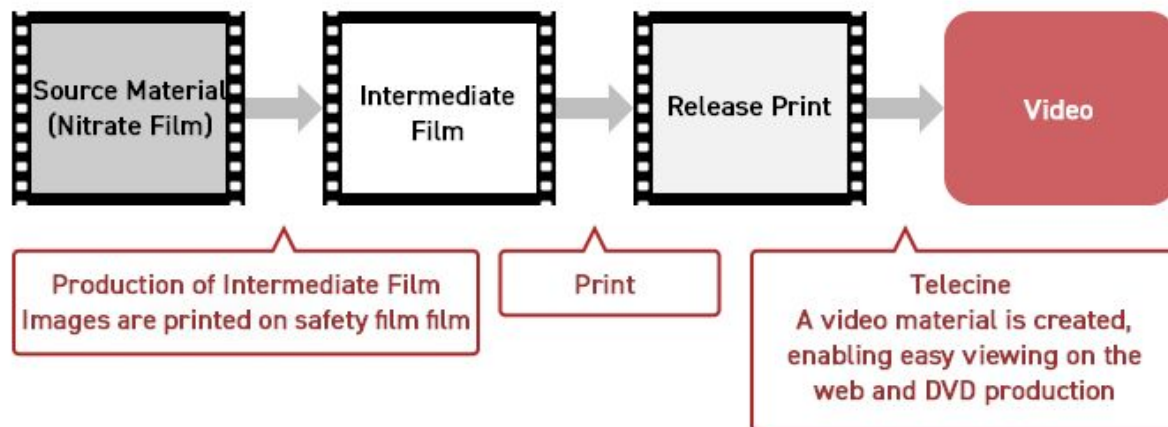 Source Material
(Nitrate Film)
Intermediate
Film
Release Print
Video
Production of Intermediate Film
Images are printed on safety film film
Print
Telecine
A video material is created,
enabling easy viewing on the
web and DVD production